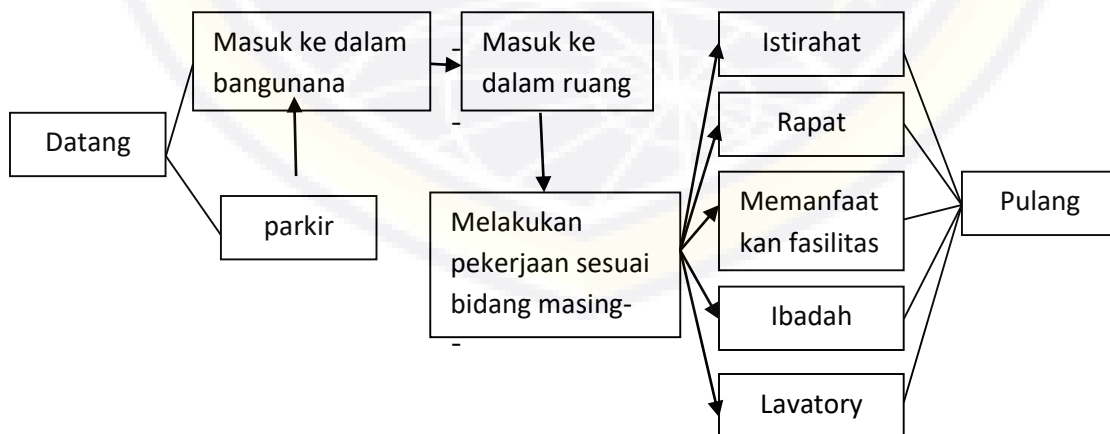 Datang
Masuk ke dalam
bangunana
parkir
Masuk ke
dalam ruang
Melakukan
pekerjaan sesuai
bidang masing-
Istirahat
Rapat
Memanfaat
kan fasilitas
Ibadah
Lavatory
Pulang